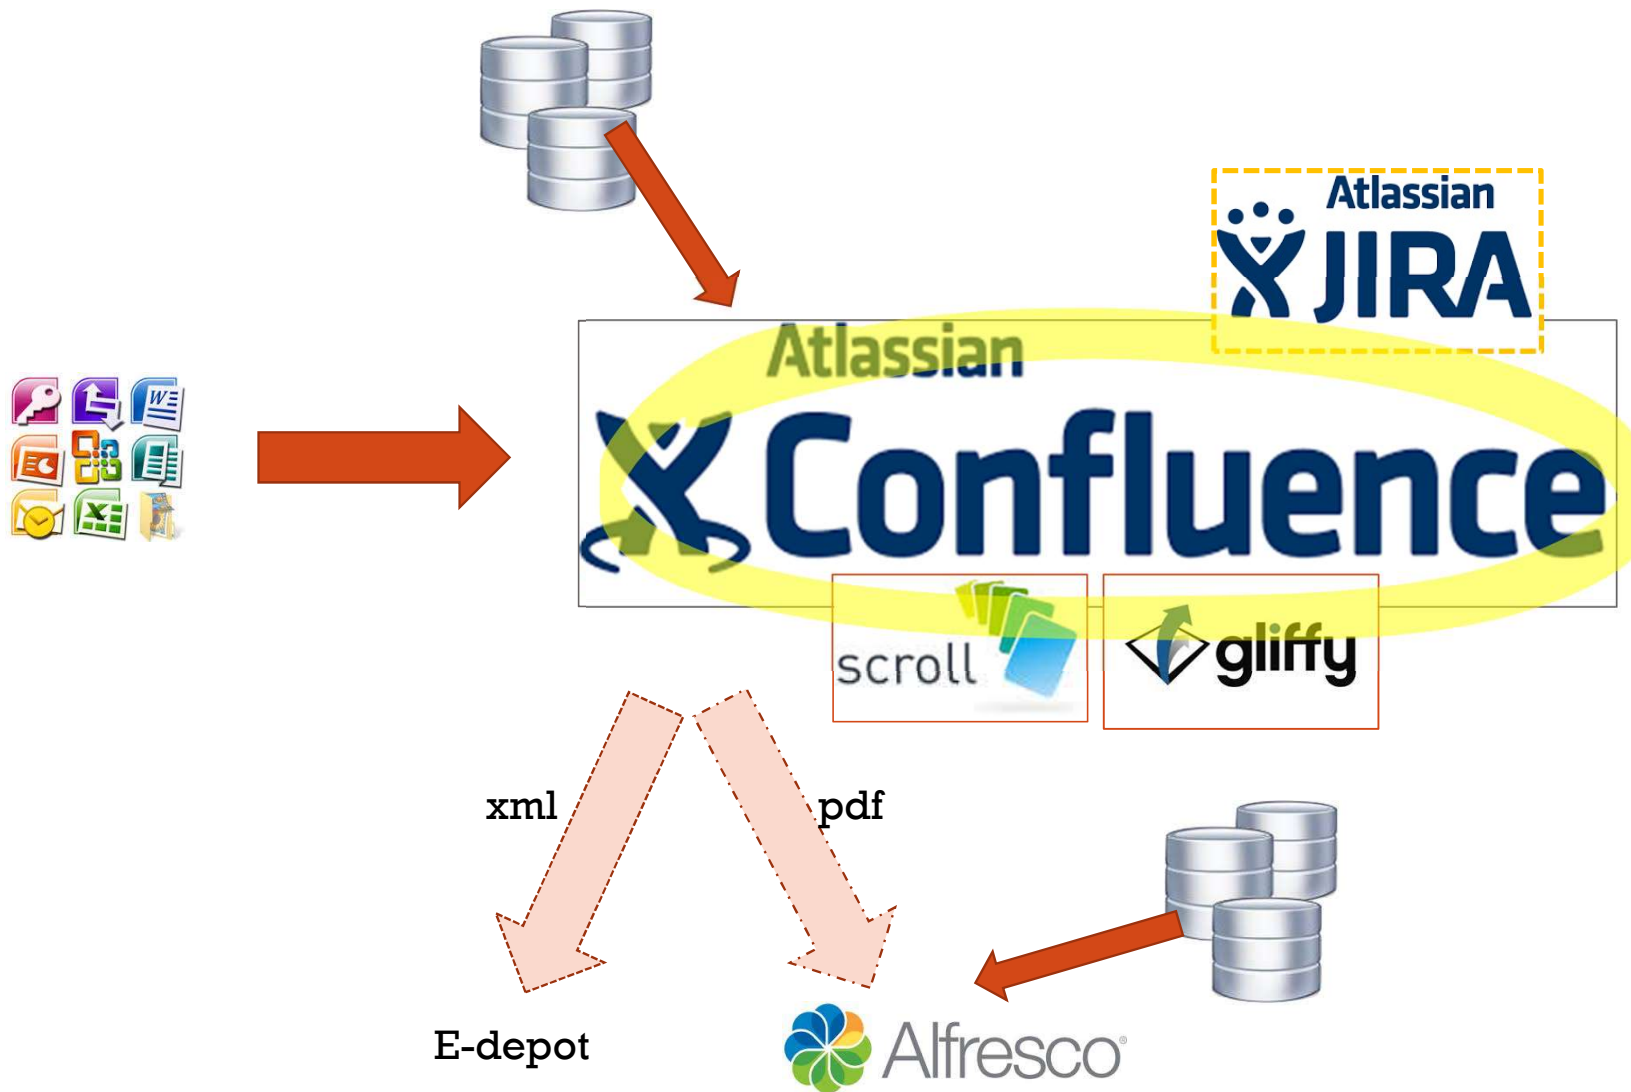 Atlassian
JIRA
Atlassian
Confluence
scroll
gliffy
xml
pdf
E-depot
Alfresco®